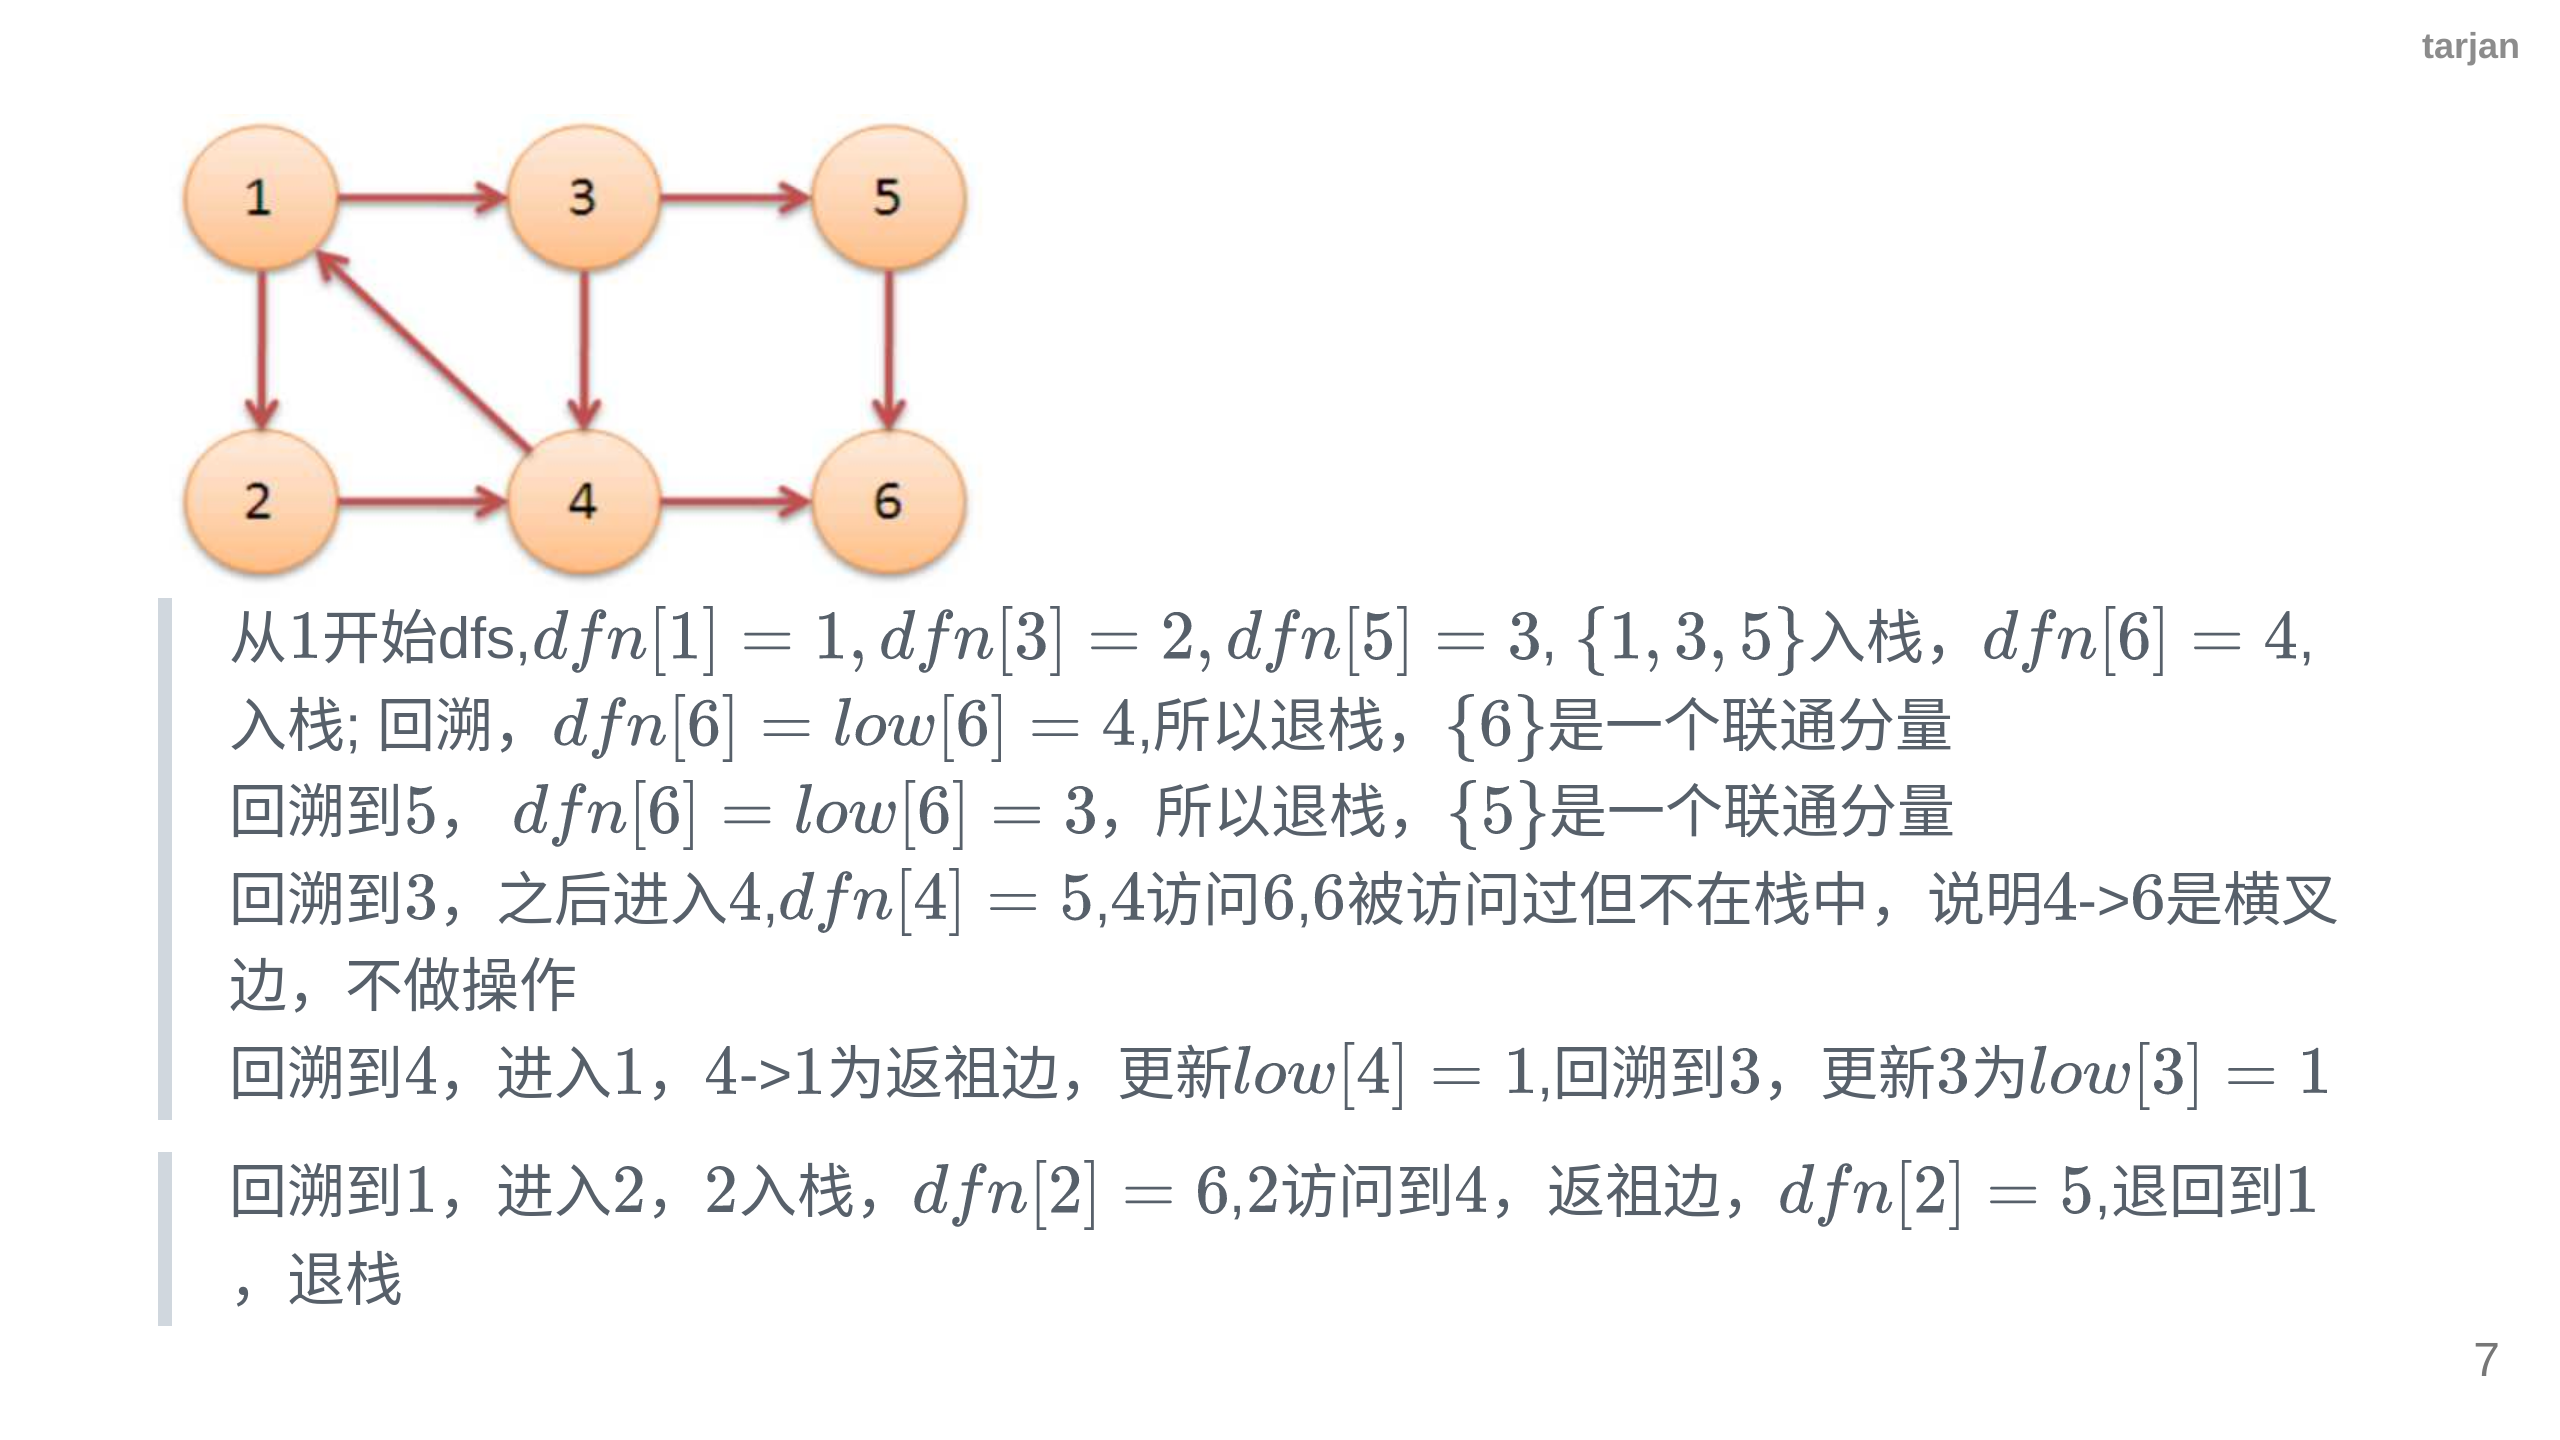 tarjan
1 3 5
2 4 6
从1开始dfs,dfn[1] = 1, dfn[3] = 2, dfn[5] = 3, {1, 3, 5}入栈，dfn[6] = 4,
入栈; 回溯，dfn[6] = low[6] = 4,所以退栈，{6}是一个联通分量
回溯到5， dfn[6] = low[6] = 3，所以退栈，{5}是一个联通分量
回溯到3，之后进入4,dfn[4] = 5,4访问6,6被访问过但不在栈中，说明4->6是横叉
边，不做操作
回溯到4，进入1，4->1为返祖边，更新low[4] = 1,回溯到3，更新3为low[3] = 1
回溯到1，进入2，2入栈，dfn[2] = 6,2访问到4，返祖边，dfn[2] = 5,退回到1
，退栈
7